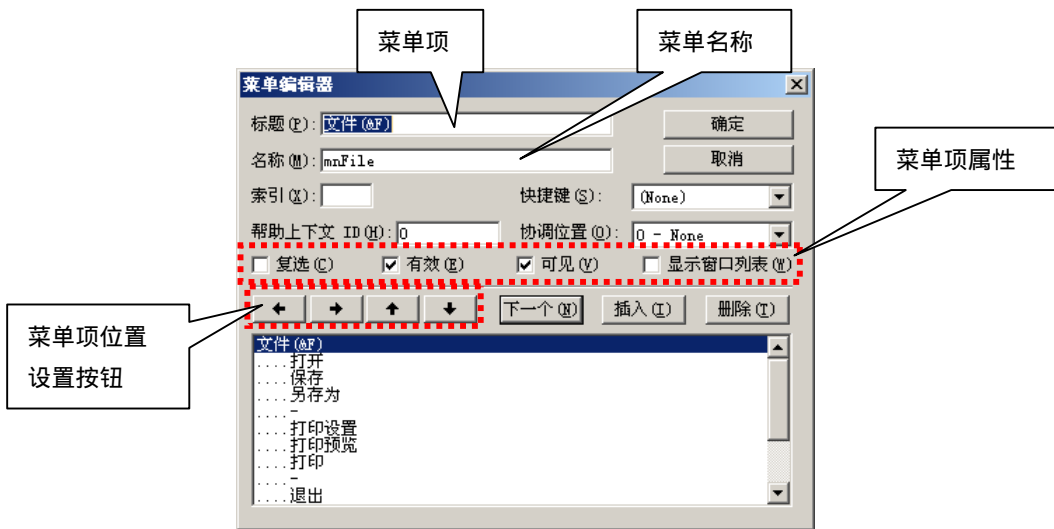 菜单项
菜单名称
菜单编辑器
标题(P): 文件(&F)
确定
名称(M): mnFile
取消
菜单项属性
索引(X):
快捷键(S): (None)
帮助上下文 ID(H): 0
协调位置(O): 0 - None
复选(C) 有效(E) 可见(V) 显示窗口列表(W)
下一个(N) 插入(I) 删除(T)
菜单项位置
设置按钮
文件(&F)
....打开
....保存
....另存为
....-
....打印设置
....打印预览
....打印
....-
....退出